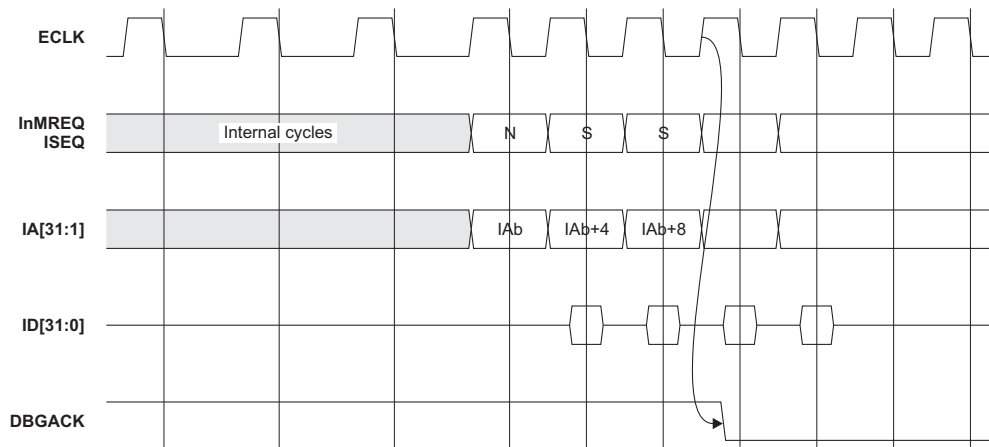 ECLK
InMREQ
ISEQ
Internal cycles N S S
IA[31:1]
IAb IAb+4 IAb+8
ID[31:0]
DBGACK